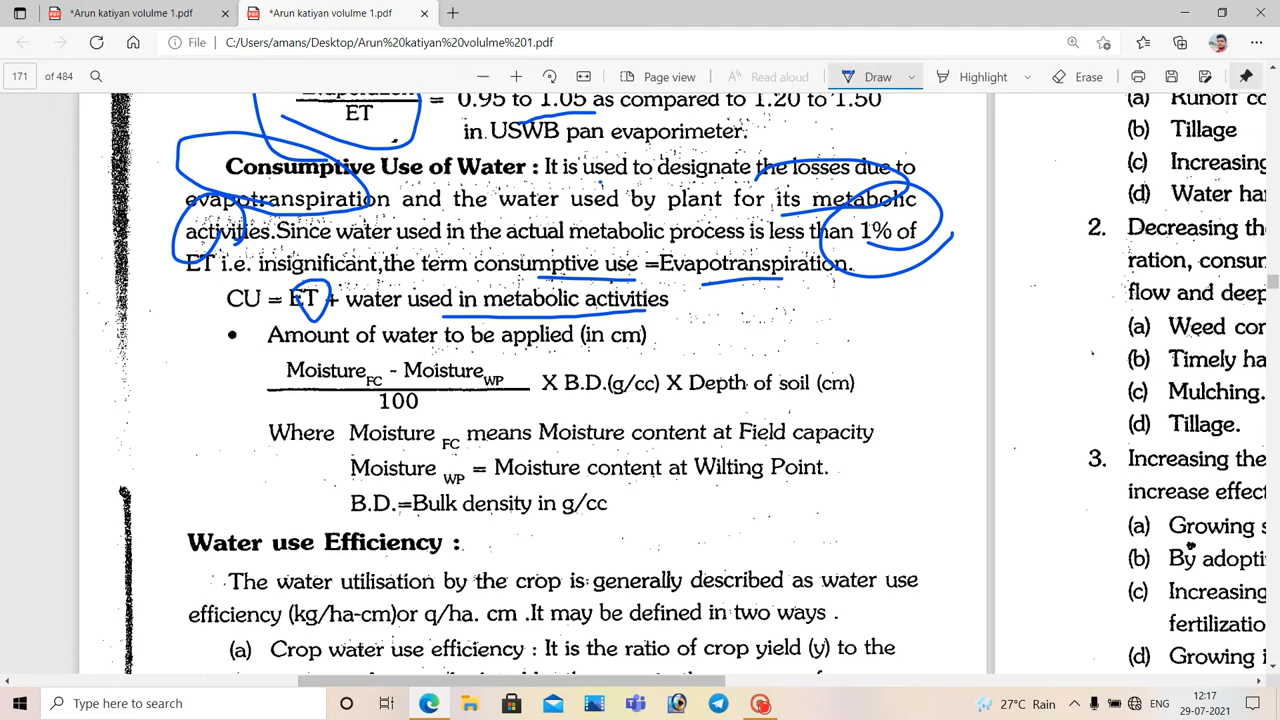 *Arun katiyan volulme 1.pdf
*Arun katiyan volulme 1.pdf
File
C:/Users/amans/Desktop/Arun%20katiyan%20volulme%201.pdf
171 of 484
Page view
Read aloud
Draw
Highlight
Erase
ET = 0.95 to 1.05 as compared to 1.20 to 1.50
in USWB pan evaporimeter.
Consumptive Use of Water : It is used to designate the losses due to
evapotranspiration and the water used by plant for its metabolic
activities.Since water used in the actual metabolic process is less than 1% of
ET i.e. insignificant,the term consumptive use =Evapotranspiration.
CU = ET + water used in metabolic activities
• Amount of water to be applied (in cm)
Moisture FC - Moisture WP
100
X B.D.(g/cc) X Depth of soil (cm)
Where Moisture FC means Moisture content at Field capacity
Moisture WP = Moisture content at Wilting Point.
B.D.=Bulk density in g/cc
Water use Efficiency :
The water utilisation by the crop is generally described as water use
efficiency (kg/ha-cm)or q/ha. cm .It may be defined in two ways .
(a) Crop water use efficiency : It is the ratio of crop yield (y) to the
(a) Runoff co
(b) Tillage
(c) Increasing
(d) Water har
2. Decreasing the
ration, consum
flow and deep
(a) Weed con
(b) Timely ha
(c) Mulching.
(d) Tillage.
3. Increasing the
increase effect
(a) Growing s
(b) By adopti
(c) Increasing
fertilizatio
(d) Growing i
Type here to search
27°C Rain
ENG
12:17
29-07-2021